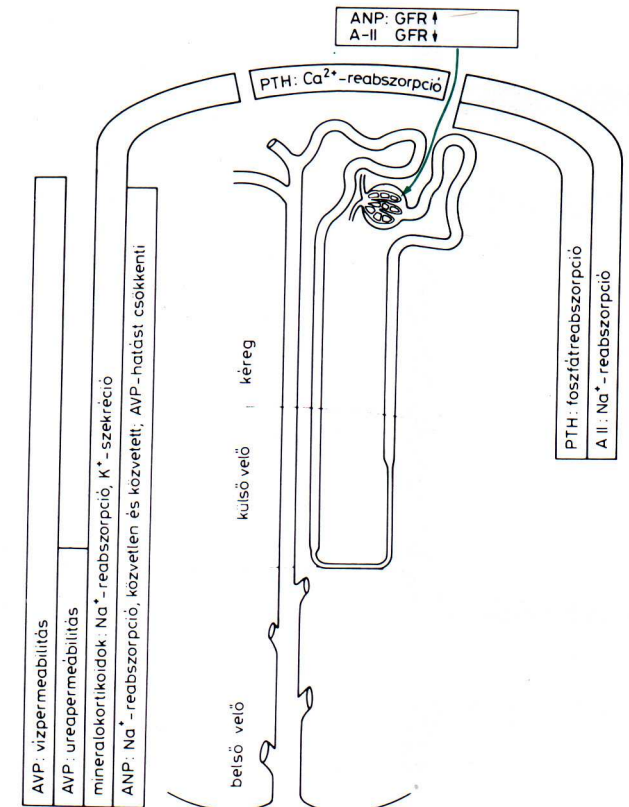 ANP: GFR ↑
A-II GFR ↓
PTH: Ca²⁺-reabszorpció
AVP: vízpermeabilitás
AVP: ureapermeábilitás
mineralokortikoidok: Na⁺-reabszorpció, K⁺-szekréció
ANP: Na⁺-reabszorpció, közvetlen és közvetett; AVP-hatást csökkenti
kéreg
külső velő
belső velő
PTH: foszfátreabszorpció
A II: Na⁺-reabszorpció